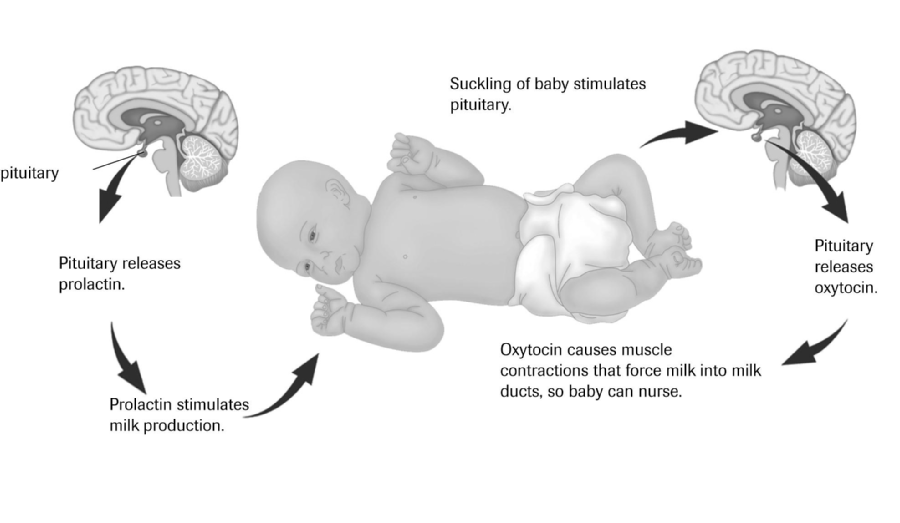 Suckling of baby stimulates
pituitary.
pituitary
Pituitary releases
prolactin.
Prolactin stimulates
milk production.
Pituitary
releases
oxytocin.
Oxytocin causes muscle
contractions that force milk into milk
ducts, so baby can nurse.